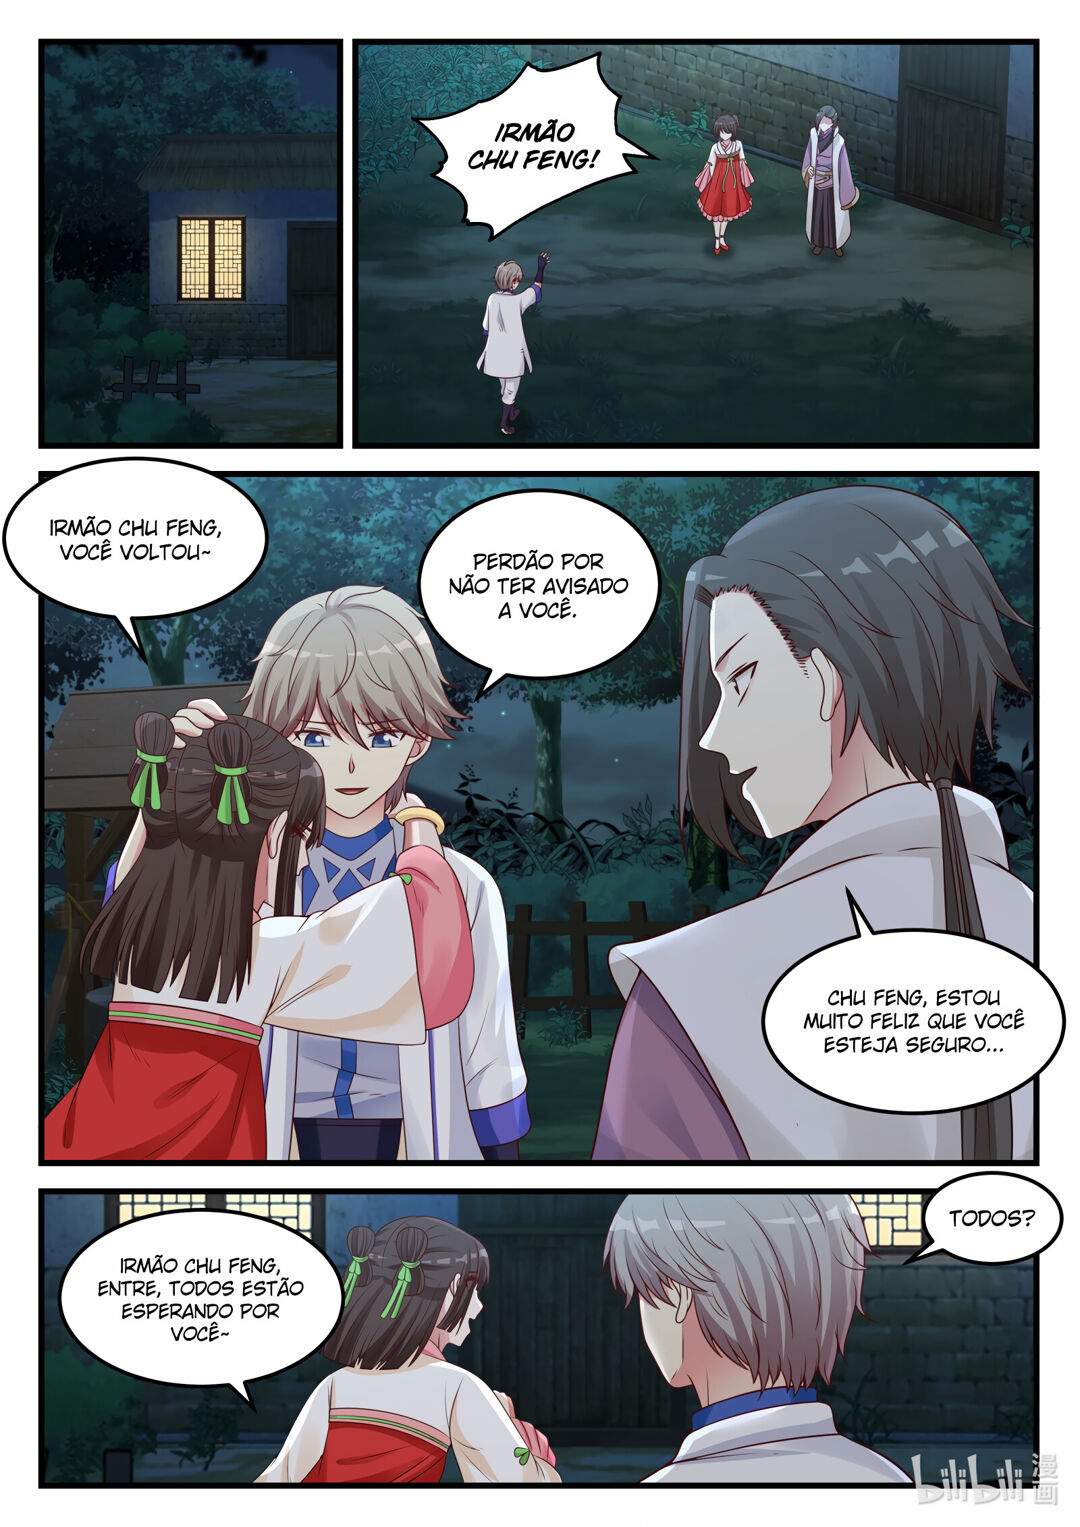 IRMÃO
CHU FENG!
IRMÃO CHU FENG,
VOCÊ VOLTOU~
PERDÃO POR
NÃO TER AVISADO
A VOCÊ.
CHU FENG, ESTOU
MUITO FELIZ QUE VOCÊ
ESTEJA SEGURO...
IRMÃO CHU FENG,
ENTRE, TODOS ESTÃO
ESPERANDO POR
VOCÊ~
TODOS?
bilibili 漫画